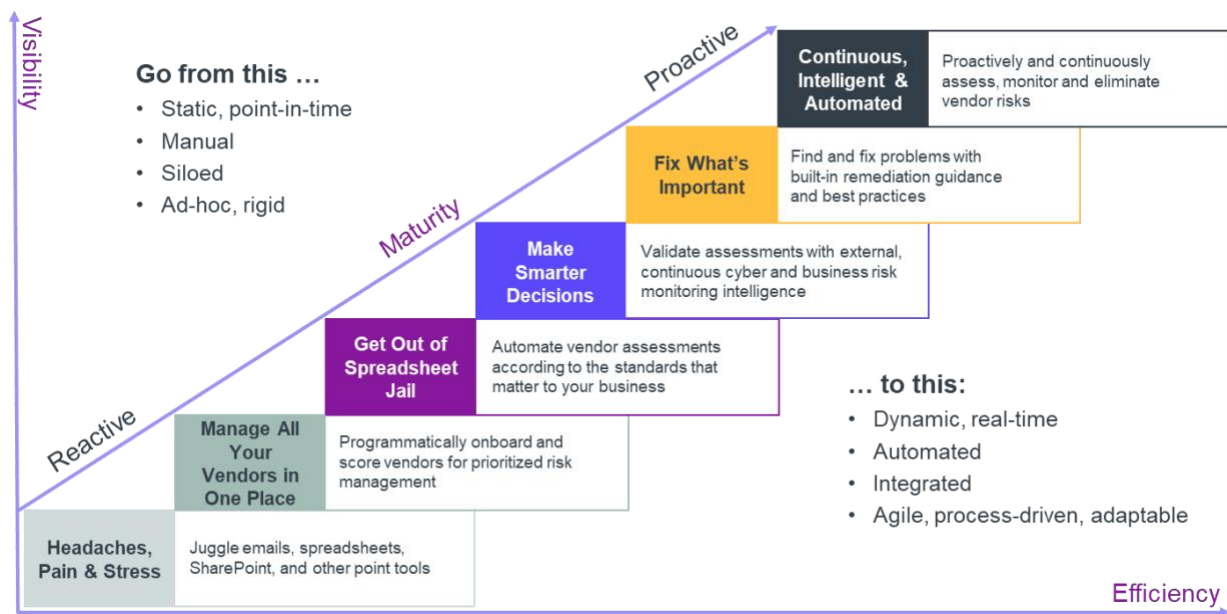 Visibility
Go from this …
• Static, point-in-time
• Manual
• Siloed
• Ad-hoc, rigid
Reactive
Maturity
Proactive
Continuous,
Intelligent &
Automated
Proactively and continuously
assess, monitor and eliminate
vendor risks
Fix What's
Important
Find and fix problems with
built-in remediation guidance
and best practices
Make
Smarter
Decisions
Validate assessments with external,
continuous cyber and business risk
monitoring intelligence
Get Out of
Spreadsheet
Jail
Automate vendor assessments
according to the standards that
matter to your business
Manage All
Your
Vendors in
One Place
Programmatically onboard and
score vendors for prioritized risk
management
Headaches,
Pain & Stress
Juggle emails, spreadsheets,
SharePoint, and other point tools
… to this:
• Dynamic, real-time
• Automated
• Integrated
• Agile, process-driven, adaptable
Efficiency